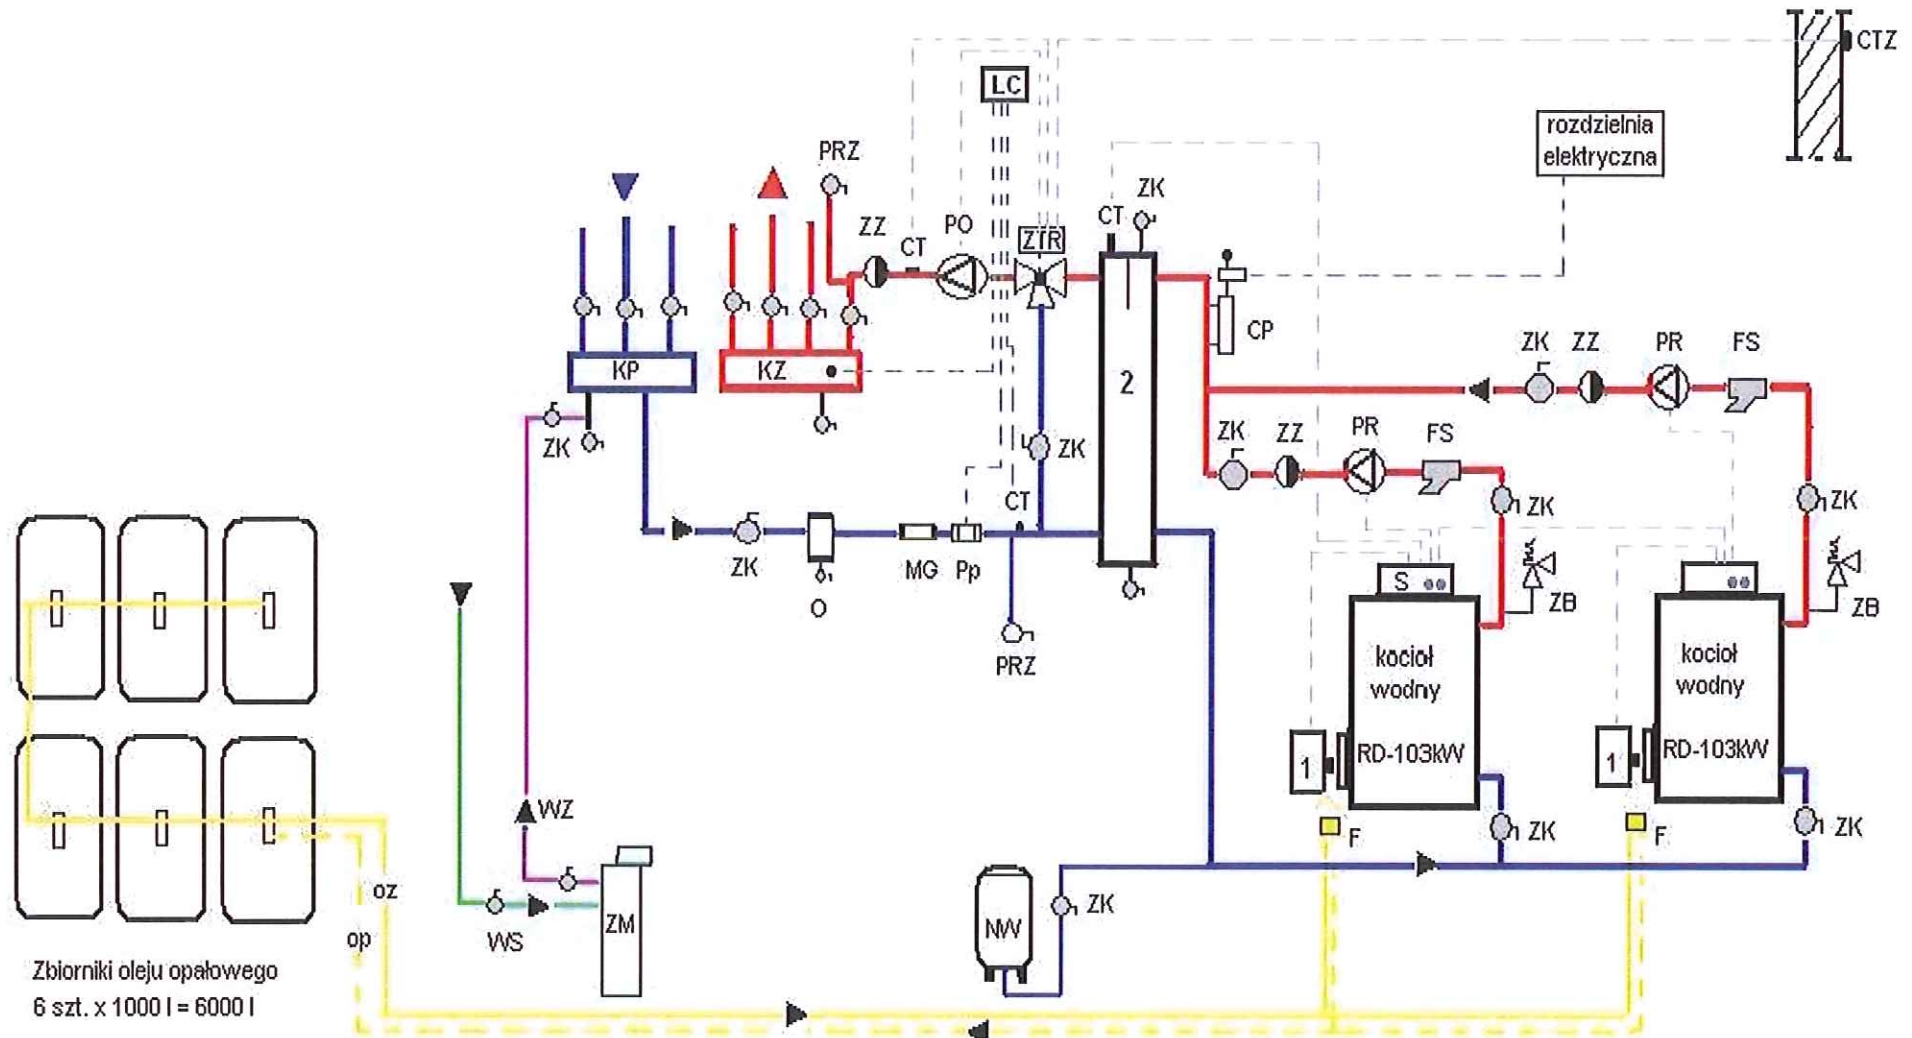 CTZ
LC
rozdzielnia
elektryczna
PRZ
ZK
ZZ
CT
PO
ZTR
CT
CP
2
KP
KZ
ZK
ZZ
PR
FS
ZK
ZZ
PR
FS
ZK
ZK
CT
ZK
ZK
ZK
O
MG
Pp
PRZ
S
ZB
ZB
kocioł
wodny
RD-103kW
kocioł
wodny
RD-103kW
1
1
F
F
ZK
ZK
WZ
WS
ZM
NW
ZK
oz
op
Zbiorniki oleju opałowego
6 szt. x 1000 l = 6000 l